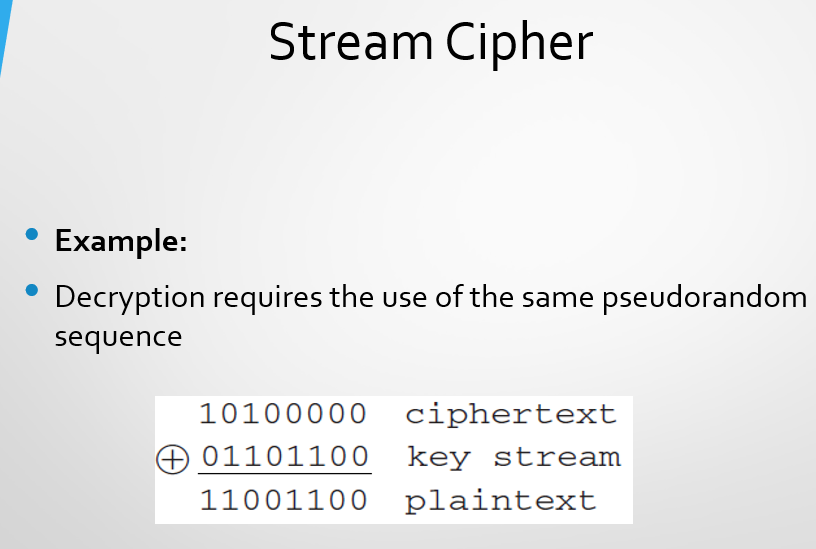 Stream Cipher
• Example:
• Decryption requires the use of the same pseudorandom
sequence
10100000 ciphertext
⊕ 01101100 key stream
11001100 plaintext